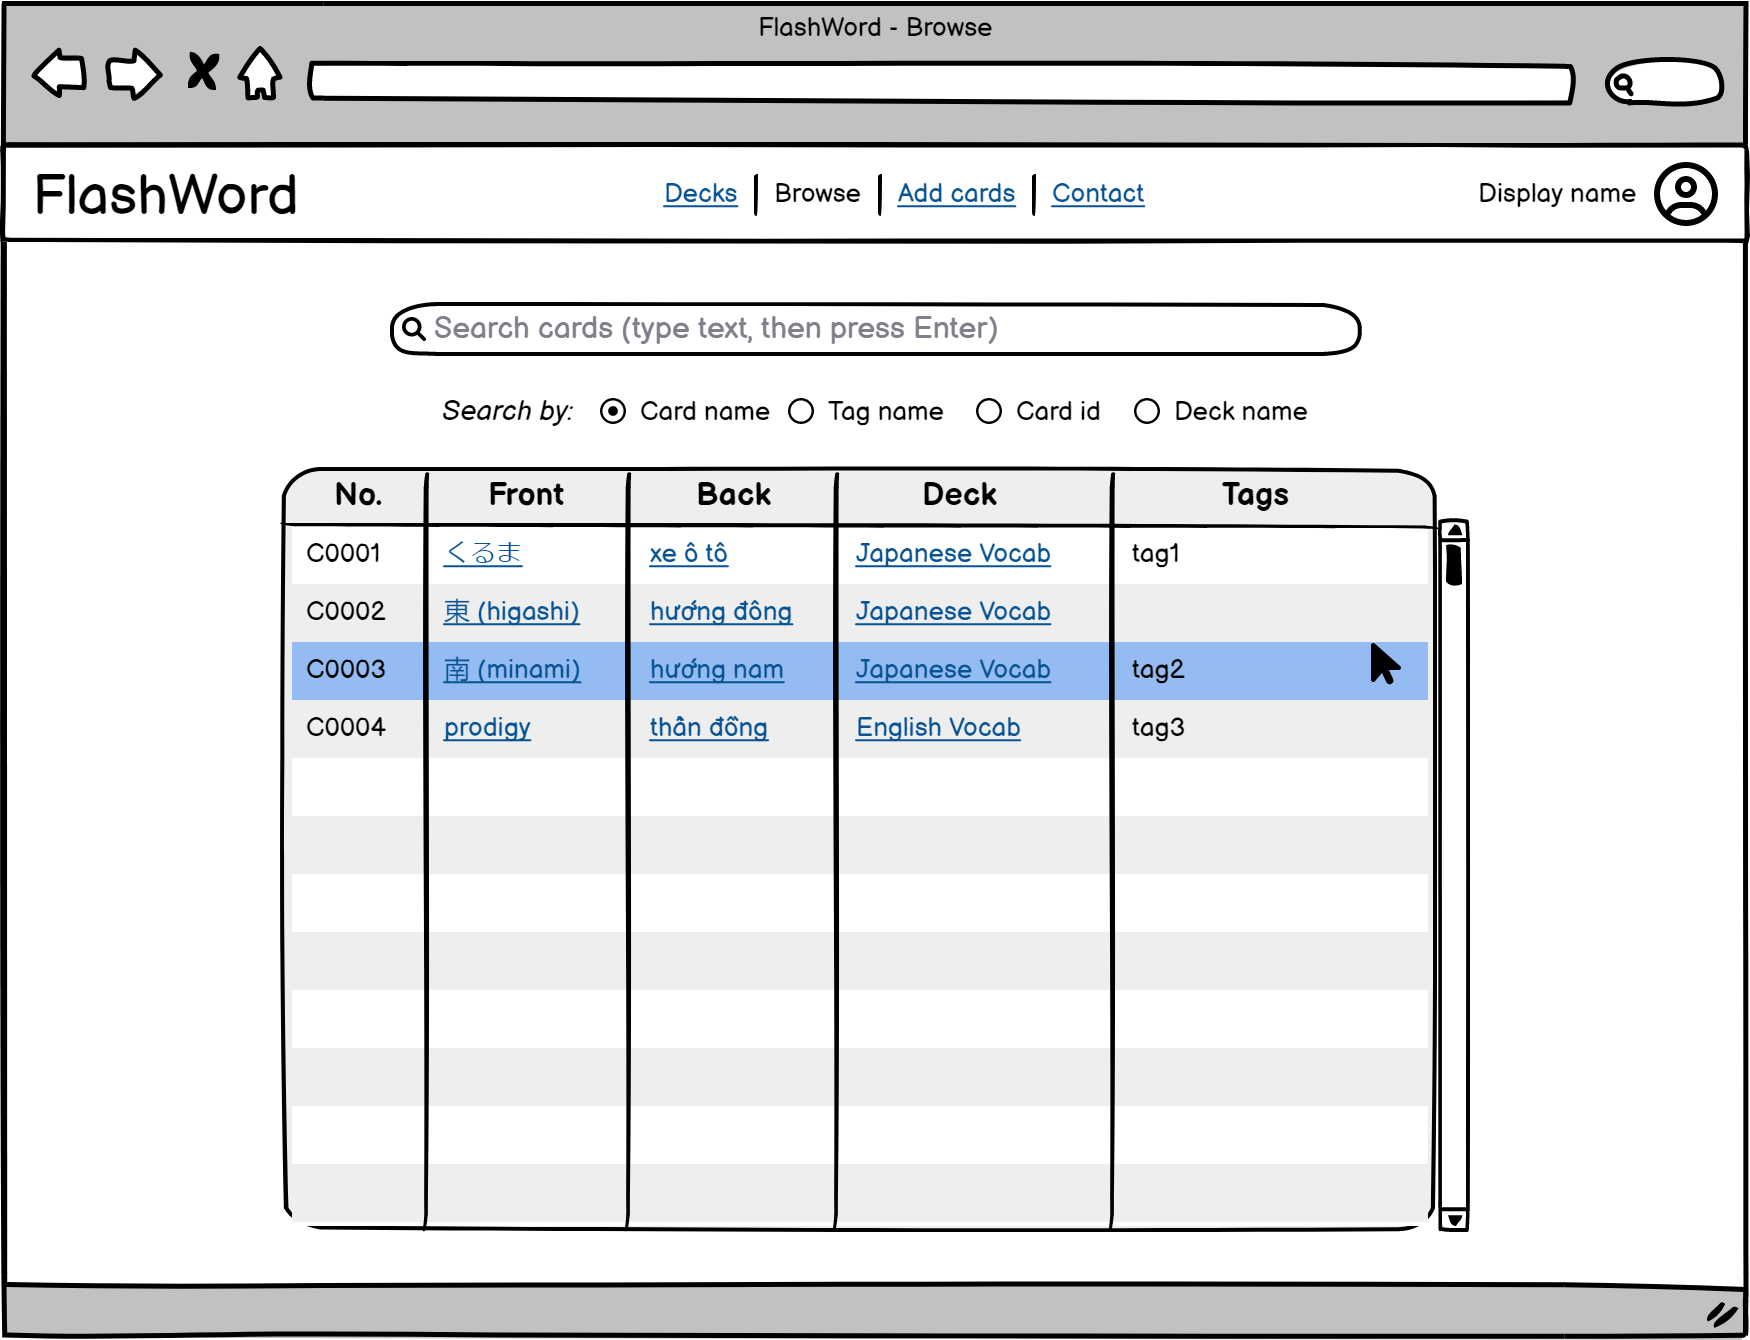 FlashWord - Browse
FlashWord
Decks Browse Add cards Contact
Display name
Search cards (type text, then press Enter)
Search by: Card name Tag name Card id Deck name
No. Front Back Deck Tags
C0001 くるま xe ô tô Japanese Vocab tag1
C0002 東 (higashi) hướng đông Japanese Vocab
C0003 南 (minami) hướng nam Japanese Vocab tag2
C0004 prodigy thần đồng English Vocab tag3